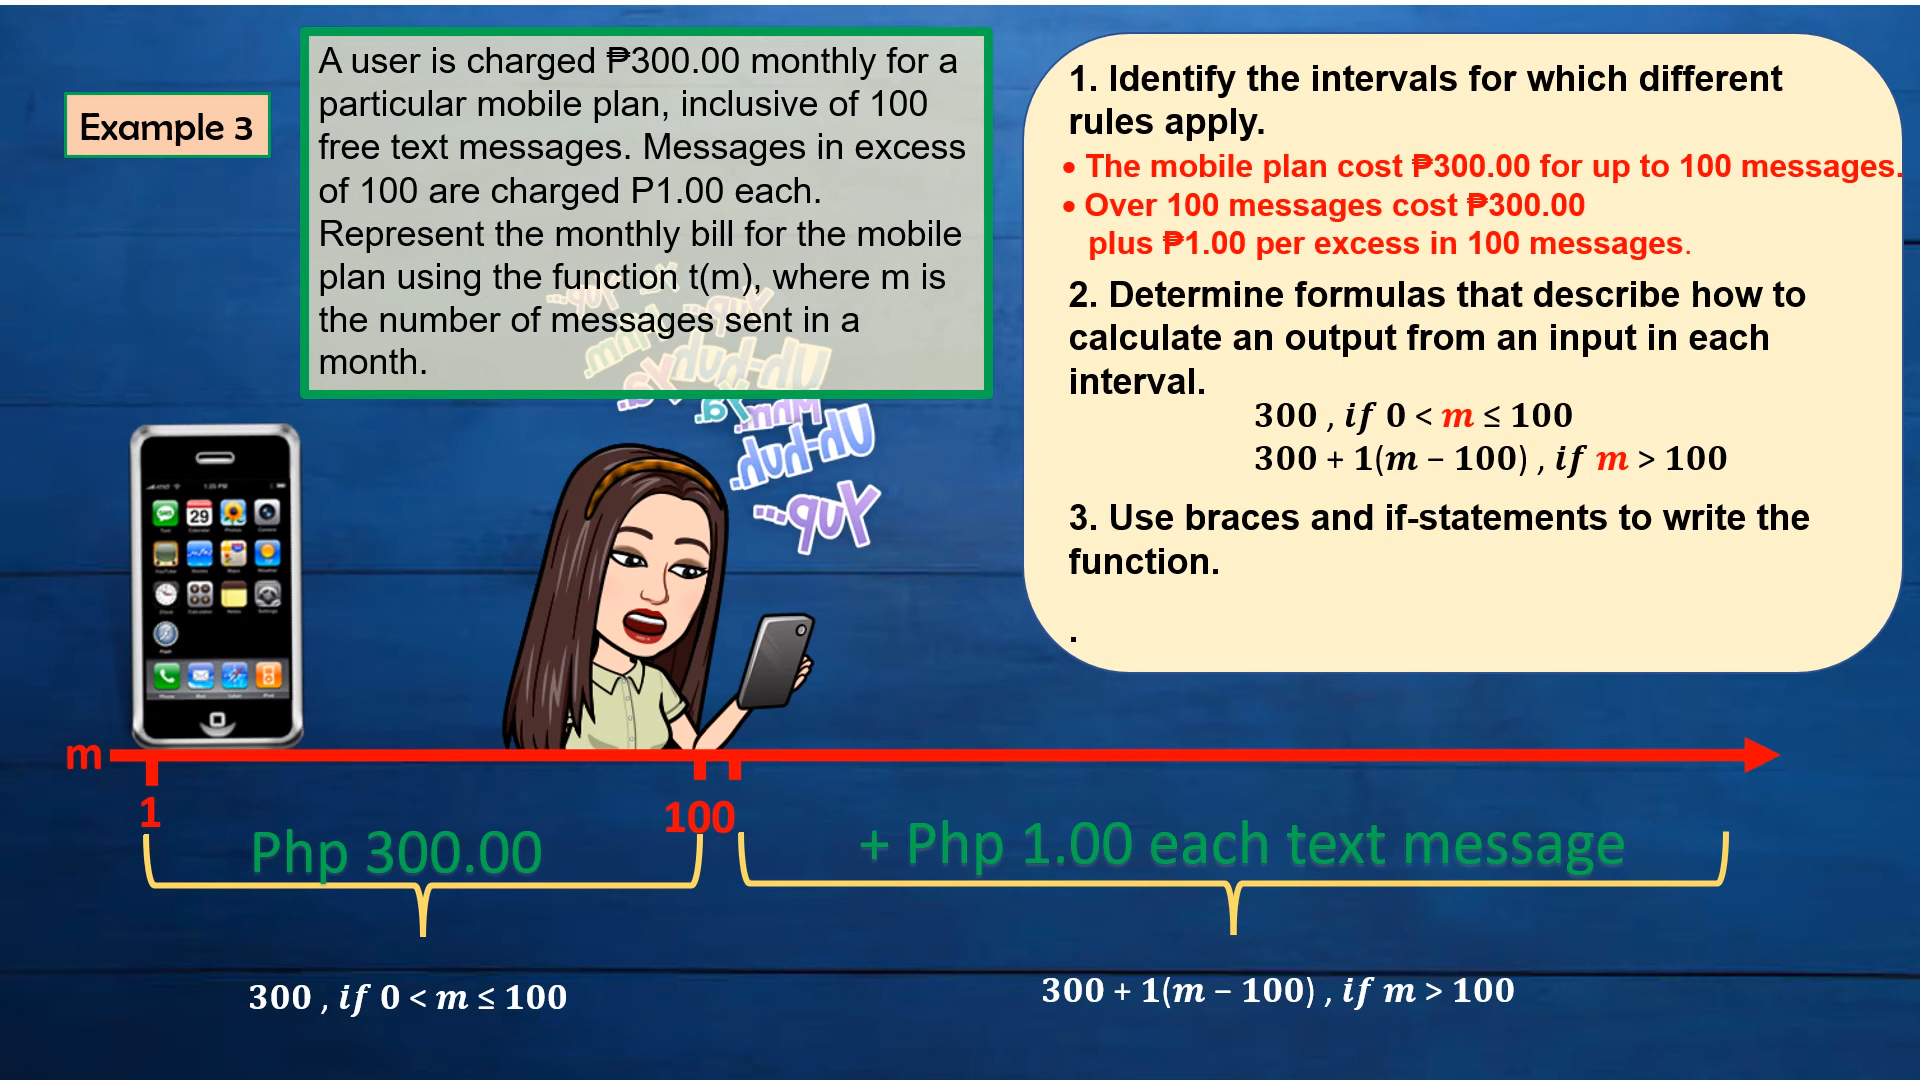 Example 3
A user is charged ₱300.00 monthly for a
particular mobile plan, inclusive of 100
free text messages. Messages in excess
of 100 are charged P1.00 each.
Represent the monthly bill for the mobile
plan using the function t(m), where m is
the number of messages sent in a
month.
1. Identify the intervals for which different
rules apply.
• The mobile plan cost ₱300.00 for up to 100 messages.
• Over 100 messages cost ₱300.00
plus ₱1.00 per excess in 100 messages.
2. Determine formulas that describe how to
calculate an output from an input in each
interval.
300 , if 0 < m ≤ 100
300 + 1(m − 100) , if m > 100
3. Use braces and if-statements to write the
function.
.
Uh-huh.
Yup...
29
m
1
100
Php 300.00
+ Php 1.00 each text message
300 , if 0 < m ≤ 100
300 + 1(m − 100) , if m > 100